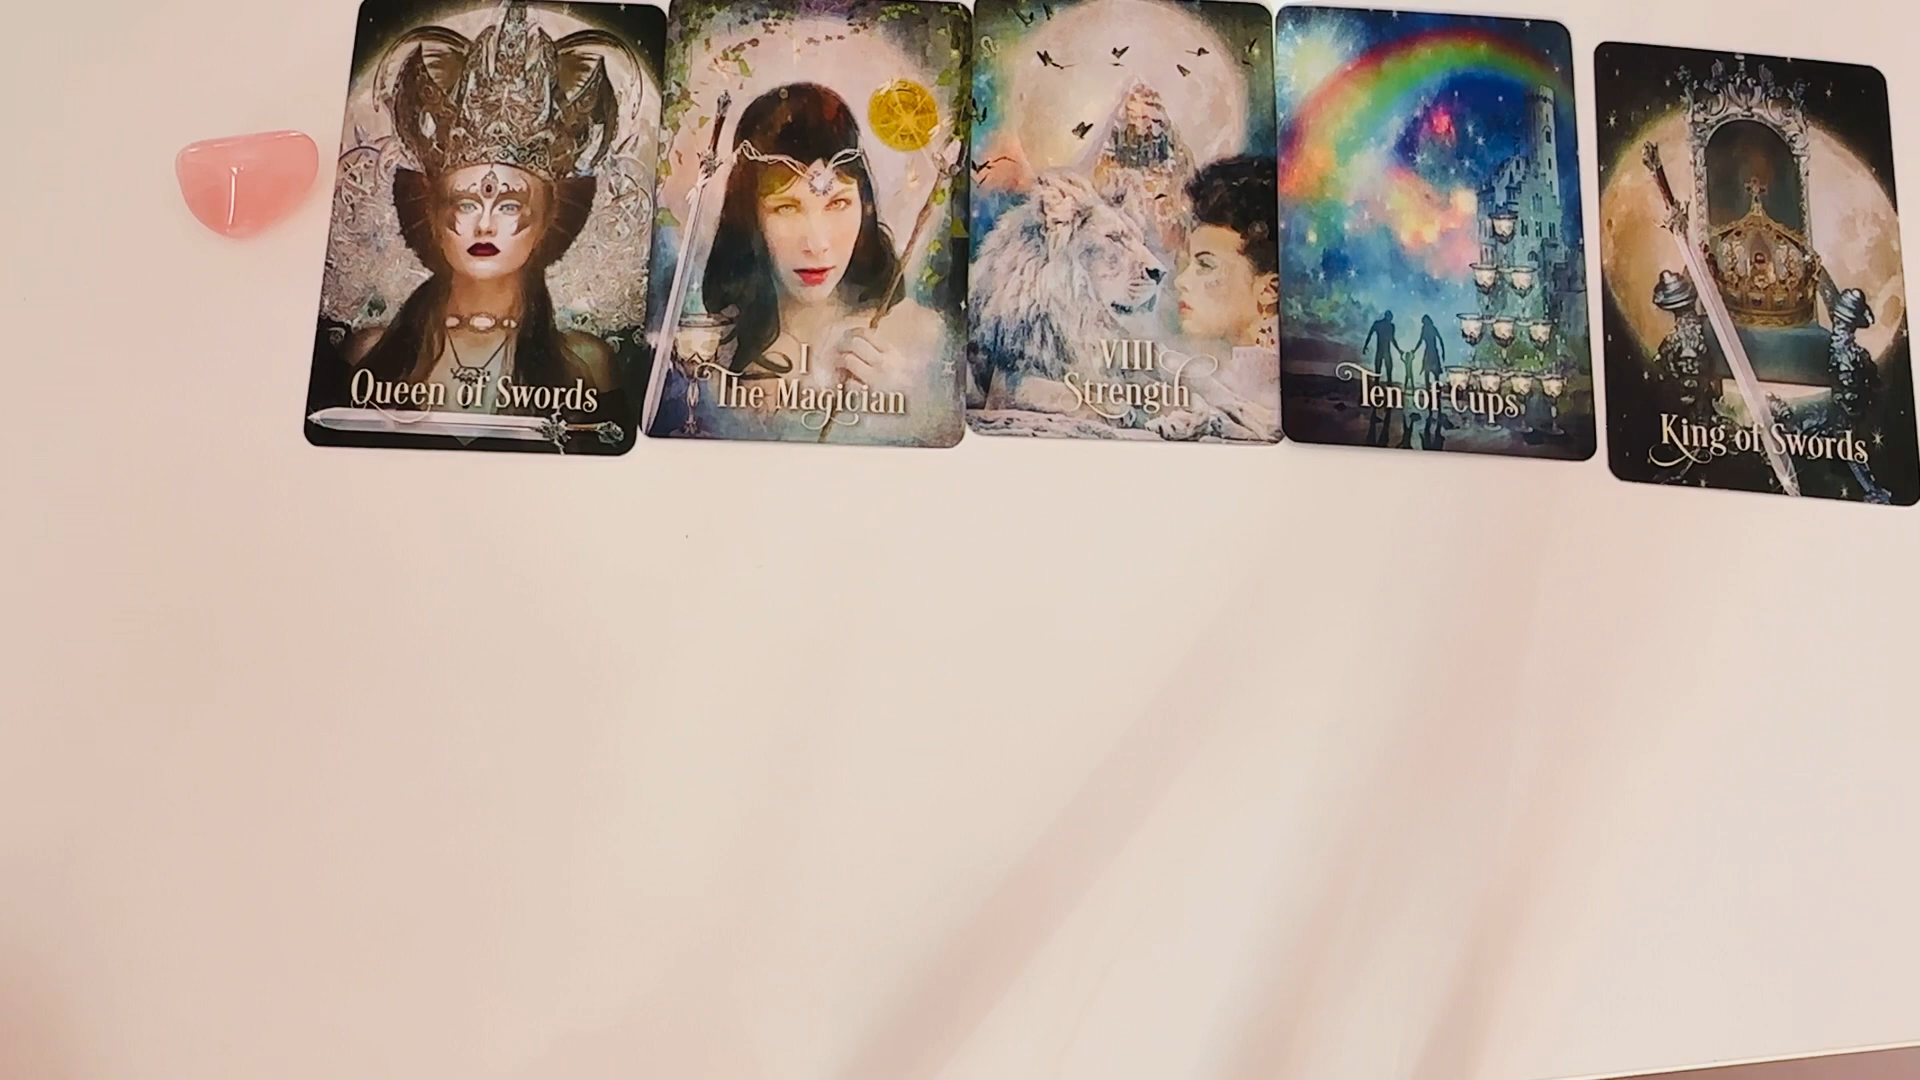 Queen of Swords
I
The Magician
VIII
Strength
Ten of Cups
King of Swords